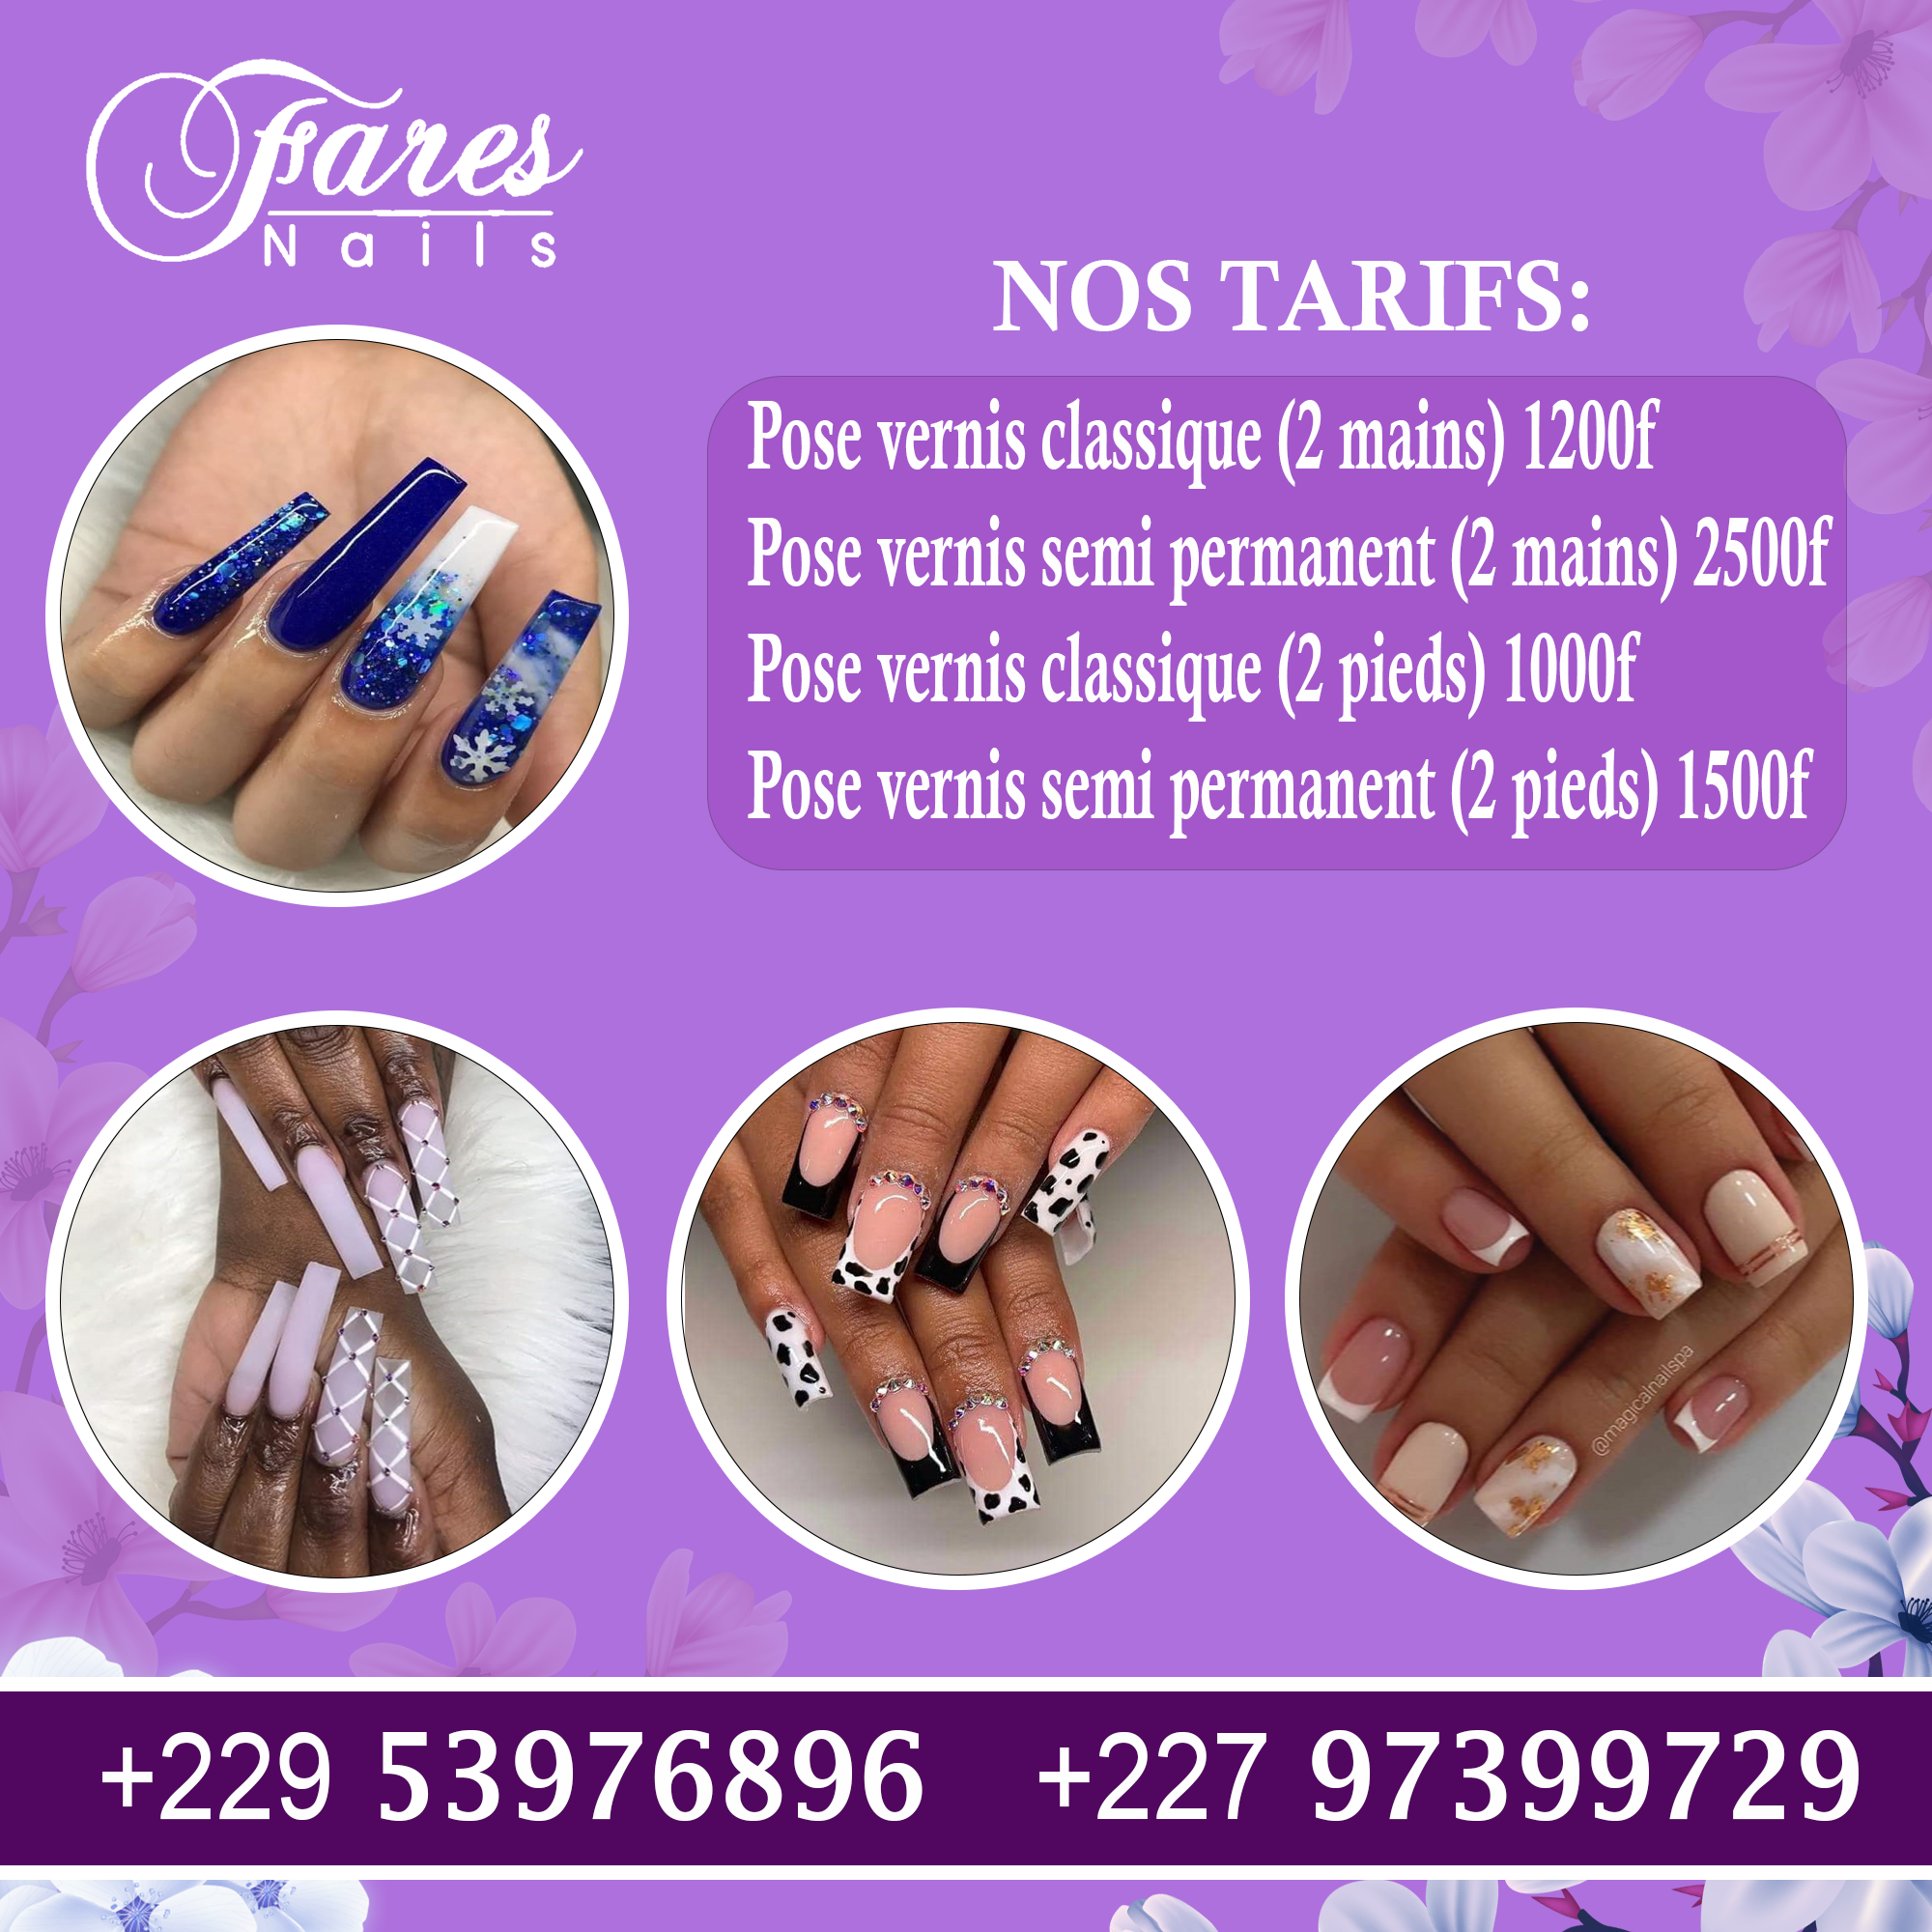 Fares
Nails
NOS TARIFS:
Pose vernis classique (2 mains) 1200f
Pose vernis semi permanent (2 mains) 2500f
Pose vernis classique (2 pieds) 1000f
Pose vernis semi permanent (2 pieds) 1500f
@magicalnailspa
+229 53976896 +227 97399729